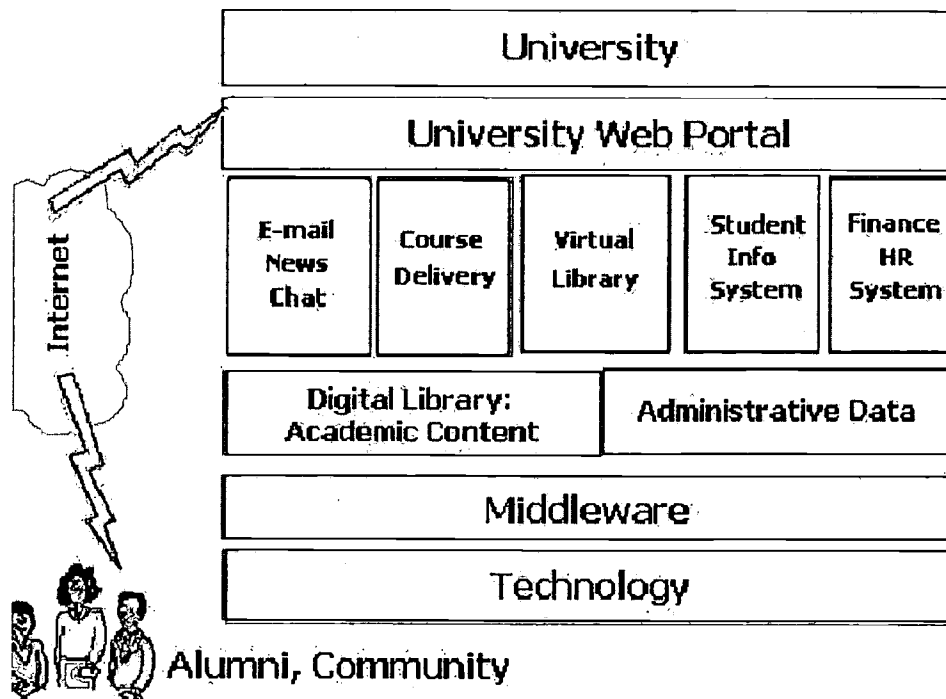 University
University Web Portal
Internet
E-mail
News
Chat
Course
Delivery
Virtual
Library
Student
Info
System
Finance
HR
System
Digital Library:
Academic Content
Administrative Data
Middleware
Technology
Alumni, Community